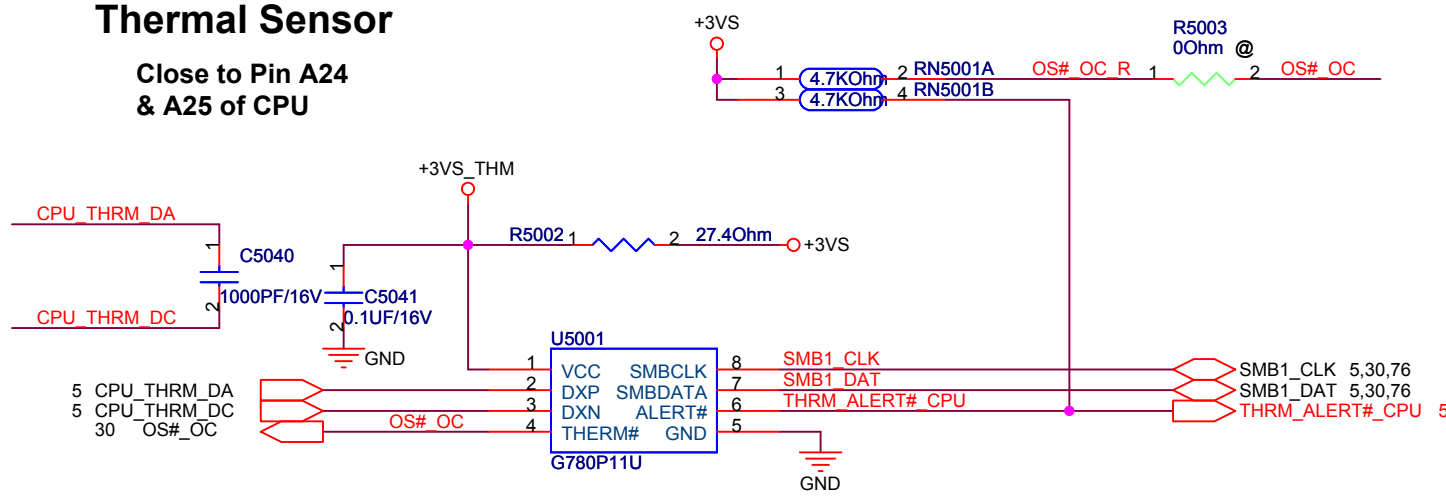 Thermal Sensor
Close to Pin A24
& A25 of CPU
+3VS
R5003
0Ohm @
1 4.7KOhm 2 RN5001A OS#_OC_R 1 2 OS#_OC
3 4.7KOhm 4 RN5001B
+3VS_THM
CPU_THRM_DA
R5002 1 2 27.4Ohm +3VS
1 C5040
2 1000PF/16V
1 C5041
2 0.1UF/16V
CPU_THRM_DC
GND
U5001
1 VCC SMBCLK 8 SMB1_CLK SMB1_CLK 5,30,76
5 CPU_THRM_DA 2 DXP SMBDATA 7 SMB1_DAT SMB1_DAT 5,30,76
5 CPU_THRM_DC 3 DXN ALERT# 6 THRM_ALERT#_CPU THRM_ALERT#_CPU 5
30 OS#_OC OS#_OC 4 THERM# GND 5
G780P11U
GND